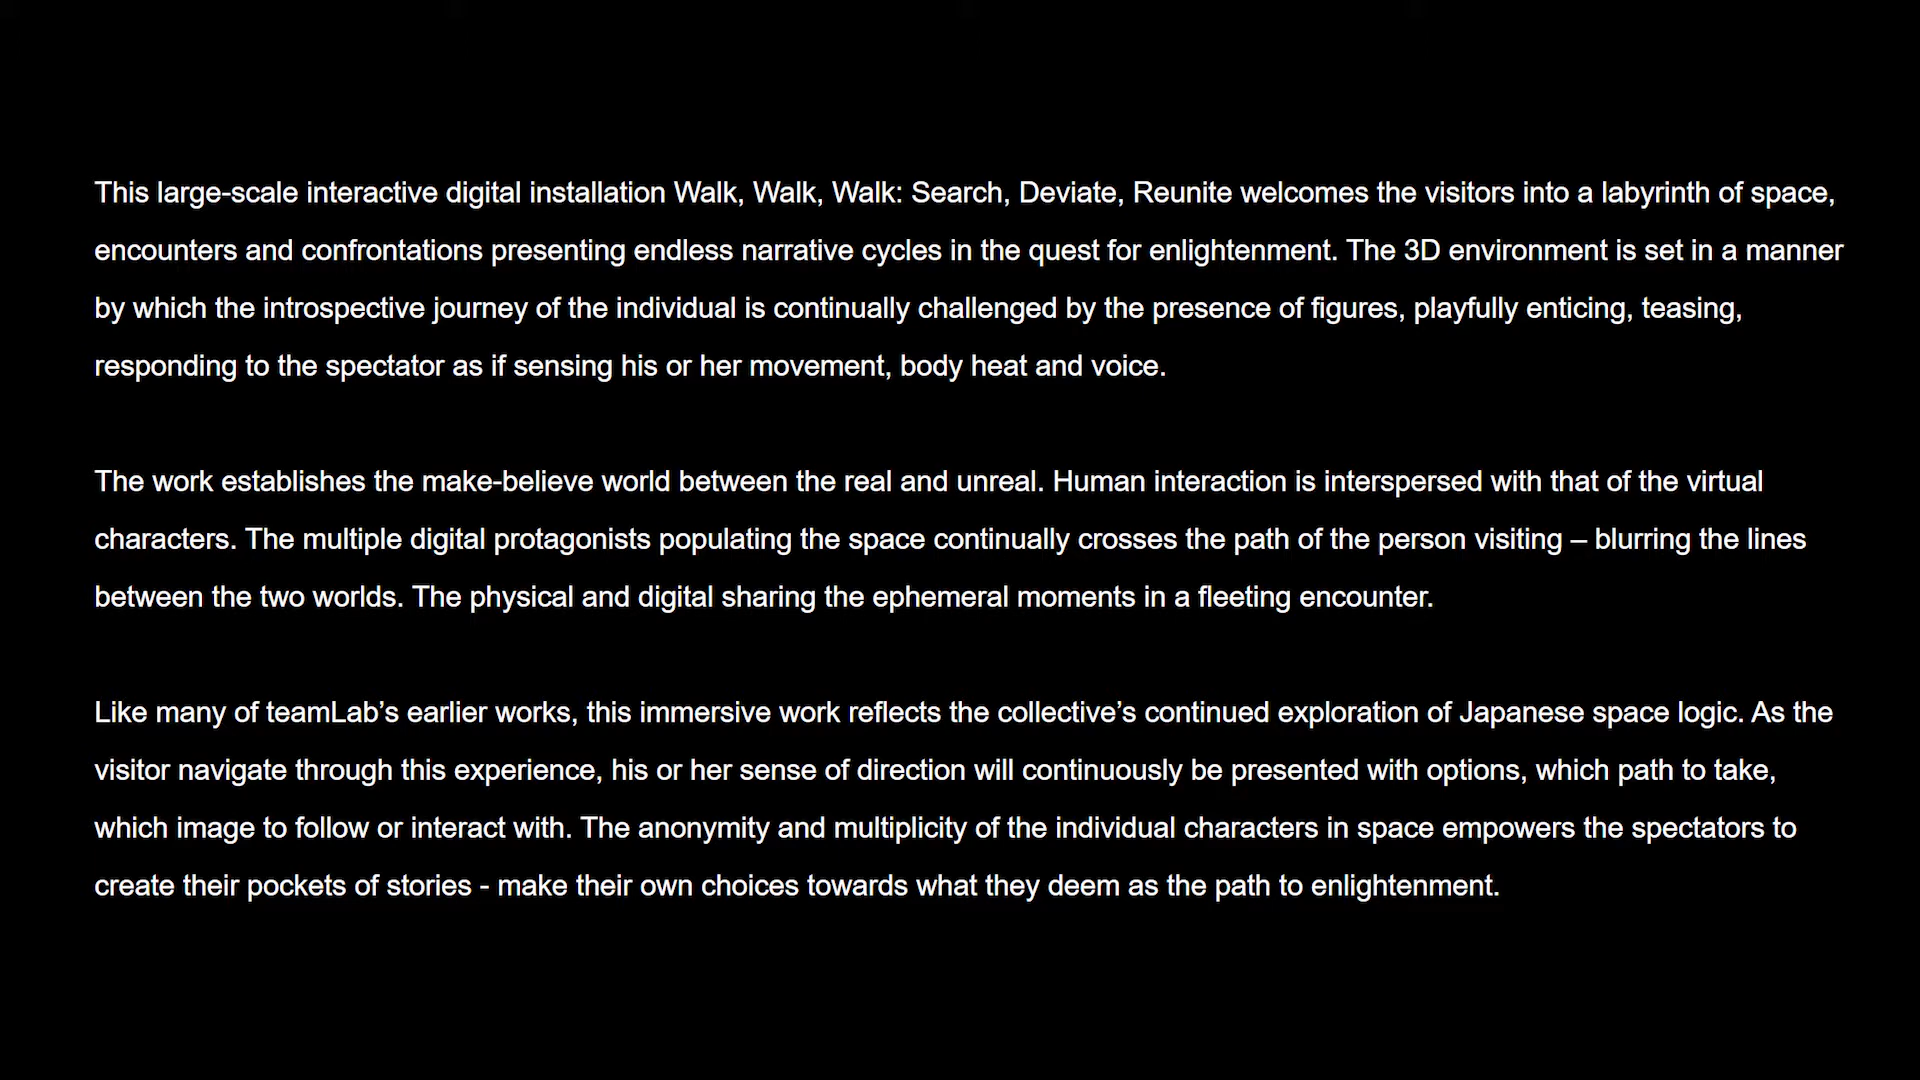 This large-scale interactive digital installation Walk, Walk, Walk: Search, Deviate, Reunite welcomes the visitors into a labyrinth of space,
encounters and confrontations presenting endless narrative cycles in the quest for enlightenment. The 3D environment is set in a manner
by which the introspective journey of the individual is continually challenged by the presence of figures, playfully enticing, teasing,
responding to the spectator as if sensing his or her movement, body heat and voice.
The work establishes the make-believe world between the real and unreal. Human interaction is interspersed with that of the virtual
characters. The multiple digital protagonists populating the space continually crosses the path of the person visiting – blurring the lines
between the two worlds. The physical and digital sharing the ephemeral moments in a fleeting encounter.
Like many of teamLab’s earlier works, this immersive work reflects the collective’s continued exploration of Japanese space logic. As the
visitor navigate through this experience, his or her sense of direction will continuously be presented with options, which path to take,
which image to follow or interact with. The anonymity and multiplicity of the individual characters in space empowers the spectators to
create their pockets of stories - make their own choices towards what they deem as the path to enlightenment.